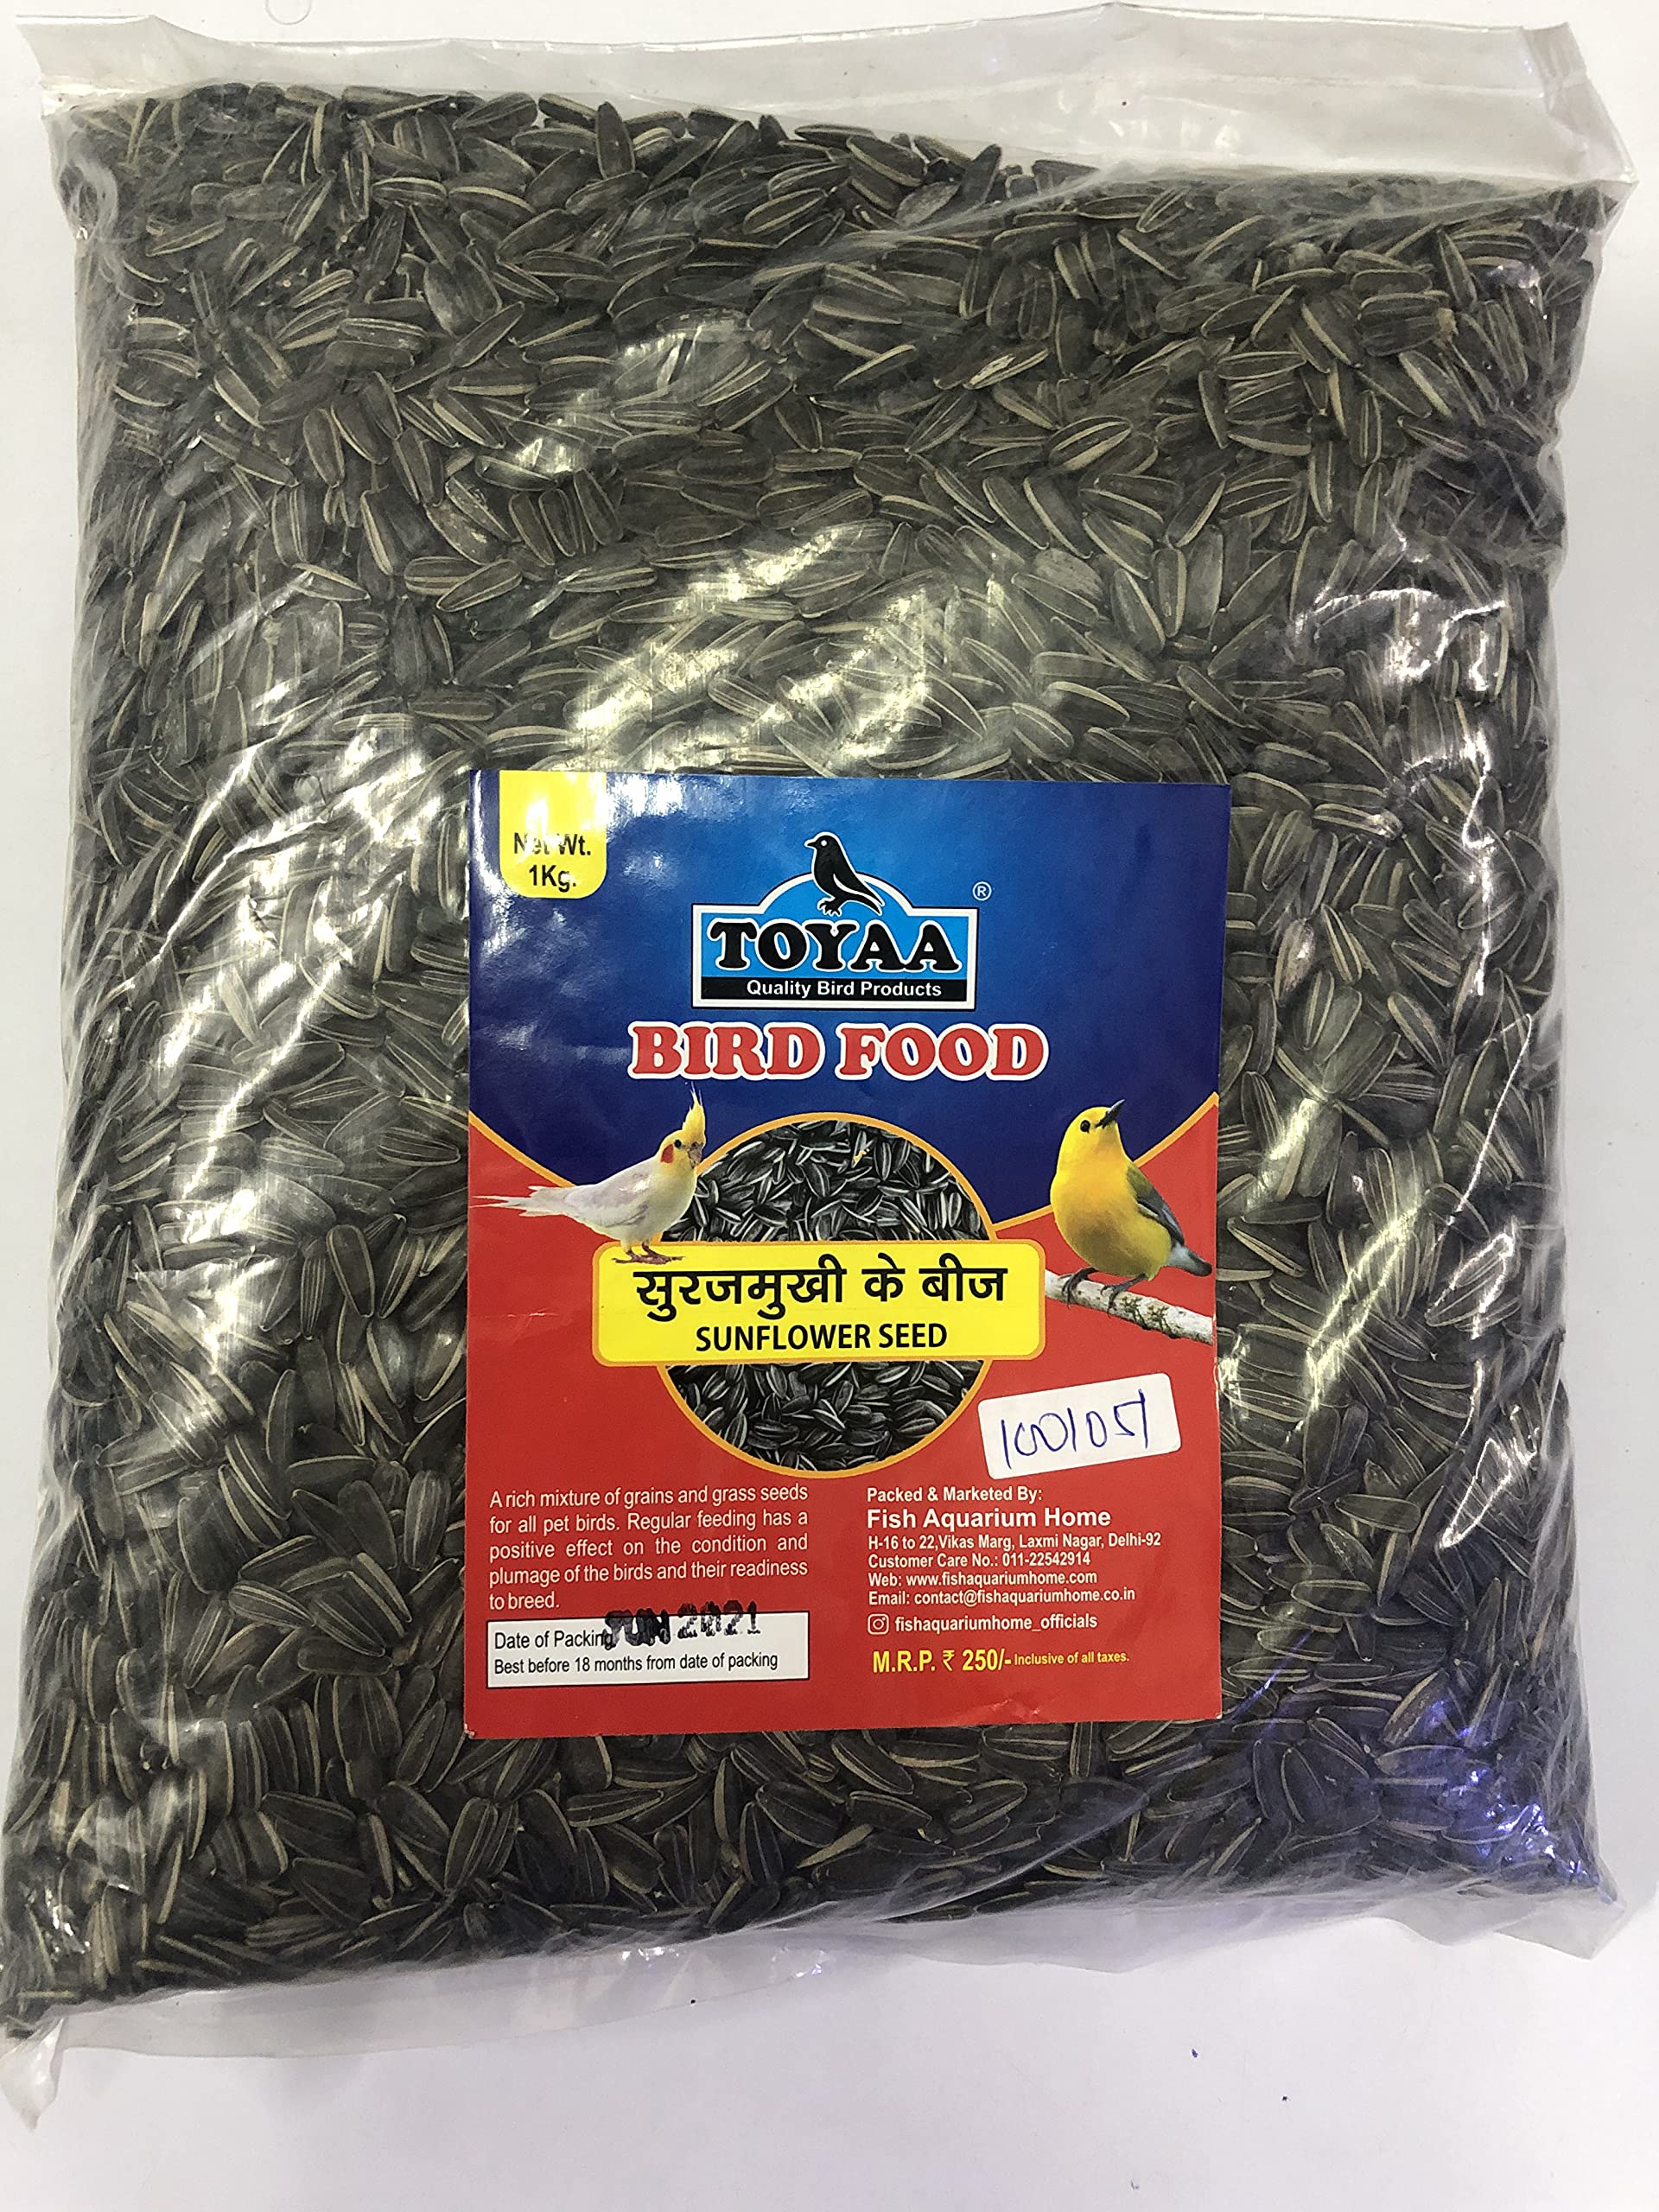 Net Wt.
1Kg.
®
TOYAA
Quality Bird Products
BIRD FOOD
सुरजमुखी के बीज
SUNFLOWER SEED
1001051
A rich mixture of grains and grass seeds
for all pet birds. Regular feeding has a
positive effect on the condition and
plumage of the birds and their readiness
to breed.
Date of Packing JUN 2021
Best before 18 months from date of packing
Packed & Marketed By:
Fish Aquarium Home
H-16 to 22,Vikas Marg, Laxmi Nagar, Delhi-92
Customer Care No.: 011-22542914
Web: www.fishaquariumhome.com
Email: contact@fishaquariumhome.co.in
fishaquariumhome_officials
M.R.P. ₹ 250/- Inclusive of all taxes.